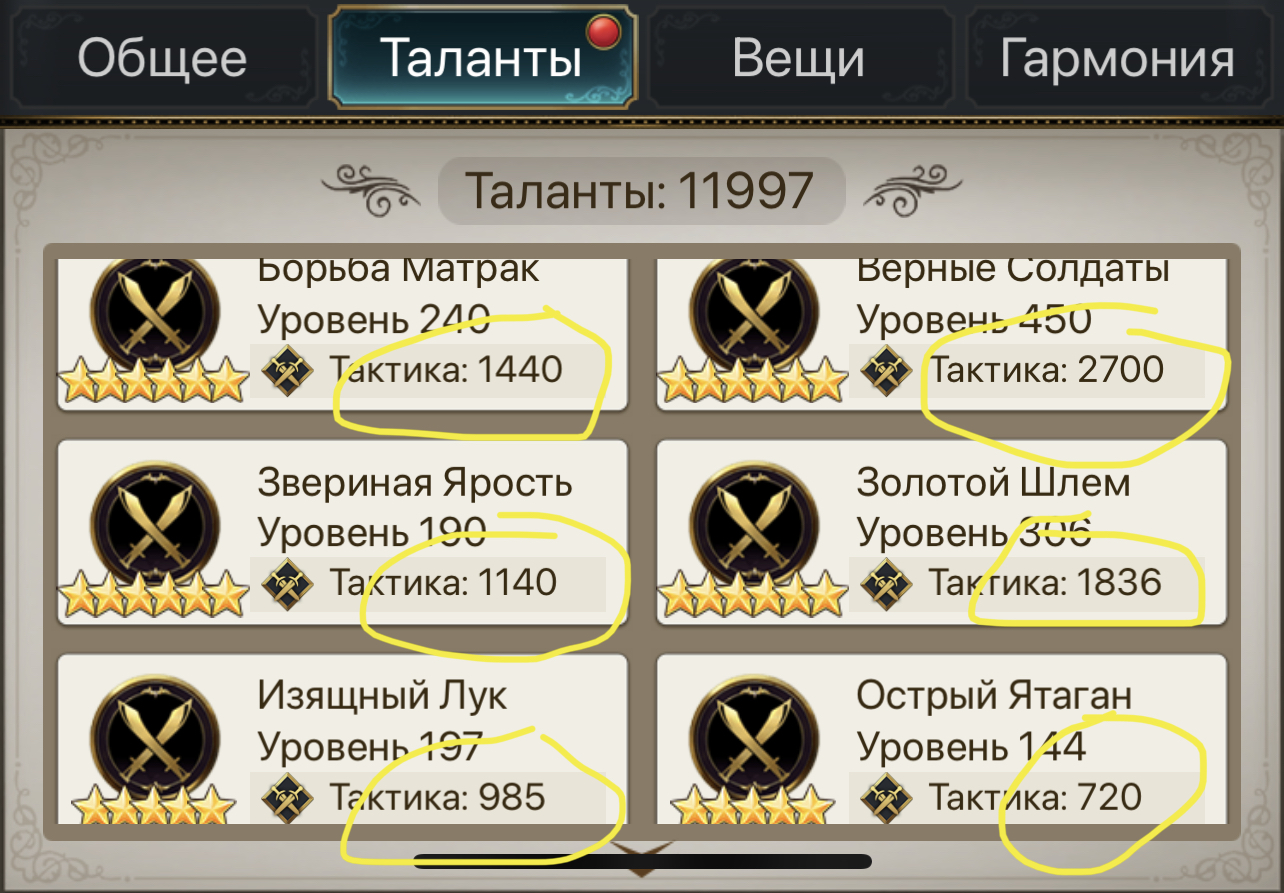 Общее
Таланты
Вещи
Гармония
Таланты: 11997
Борьба Матрак
Уровень 240
Тактика: 1440
Верные Солдаты
Уровень 450
Тактика: 2700
Звериная Ярость
Уровень 190
Тактика: 1140
Золотой Шлем
Уровень 306
Тактика: 1836
Изящный Лук
Уровень 197
Тактика: 985
Острый Ятаган
Уровень 144
Тактика: 720